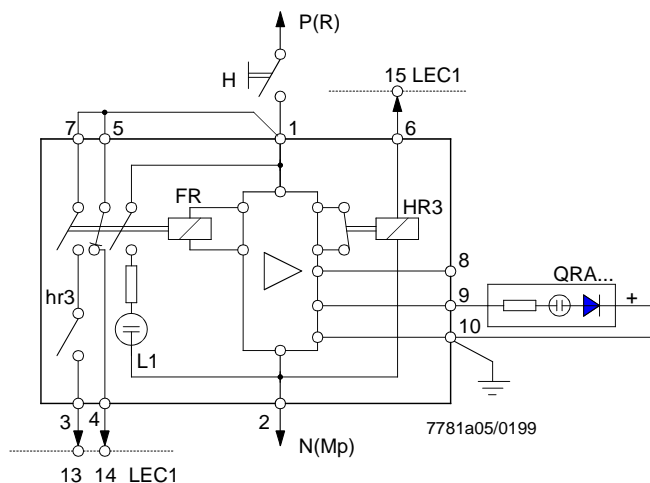 P(R)
H
15 LEC1
7 5 1 6
FR
HR3
8
QRA...
9
+
hr3
10
L1
3 4 2
7781a05/0199
N(Mp)
13 14 LEC1